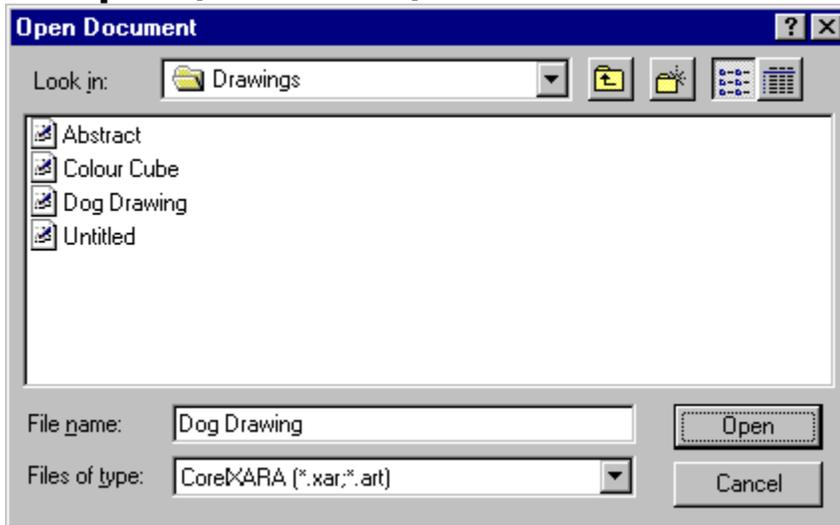 Open Document
Look in: Drawings
Abstract
Colour Cube
Dog Drawing
Untitled
File name: Dog Drawing Open
Files of type: CorelXARA (*.xar;*.art) Cancel